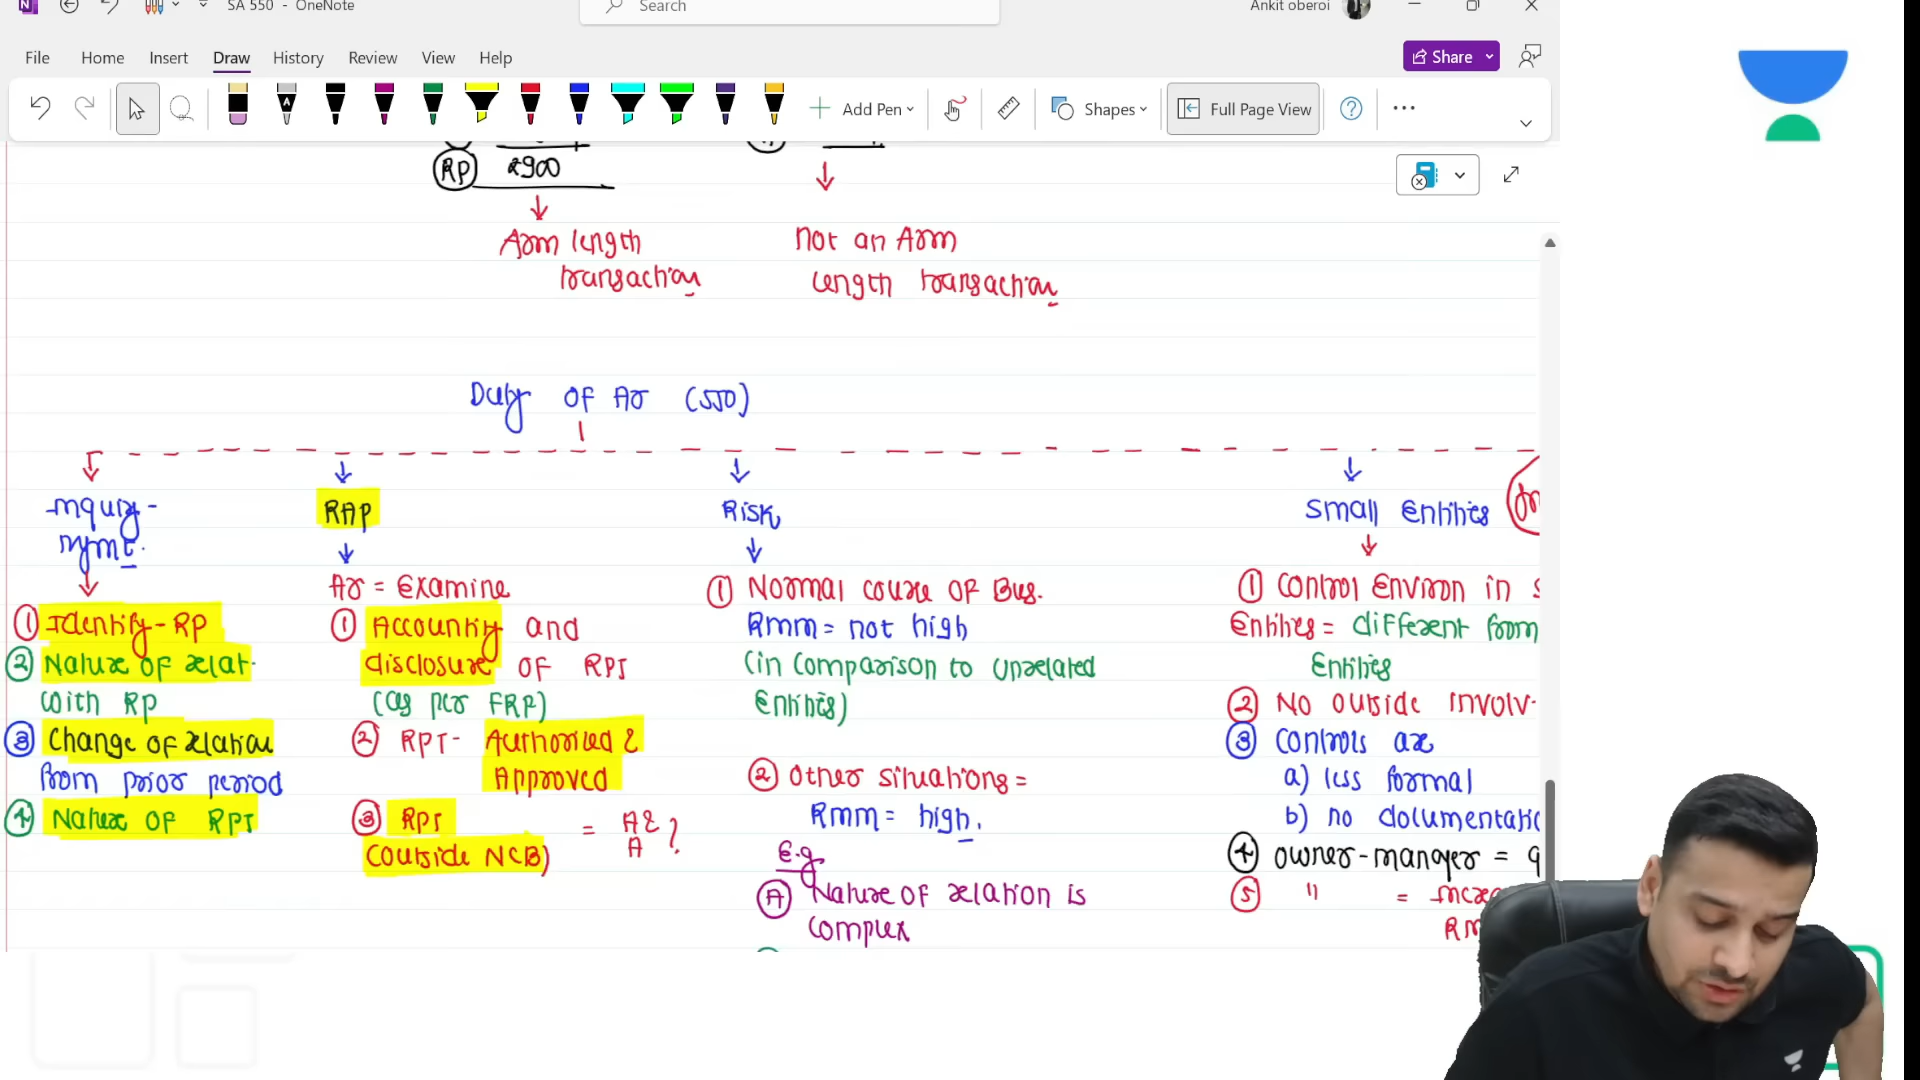 SA 550 - OneNote
Search
Ankit oberoi
File Home Insert Draw History Review View Help
Share
Add Pen
Shapes
Full Page View
RP 2900
Arm length
transaction
Not an Arm
length transaction
Duty OF Ar (550)
Inquiry-
Mgmt.
① Identify-RP
② Nature OF relat.
with RP
③ Change OF relation
from prior period
④ Nature OF RPT
RAP
Ar = Examine
① Accounting and
disclosure OF RPT
(as per FRF)
② RPT- Authorised &
Approved
③ RPT
(outside NCB)
= A&
A ?
Risk
① Normal course OF Bus.
Rmm = not high
(in comparison to unrelated
Entities)
② Other situations =
Rmm = high.
E.g
Ⓐ Nature OF relation is
complex
Small Entities
① Control Environ in
Entities = different from
Entities
② No outside involv.
③ Controls are
a) less formal
b) no
④ owner-manager =
⑤ " =